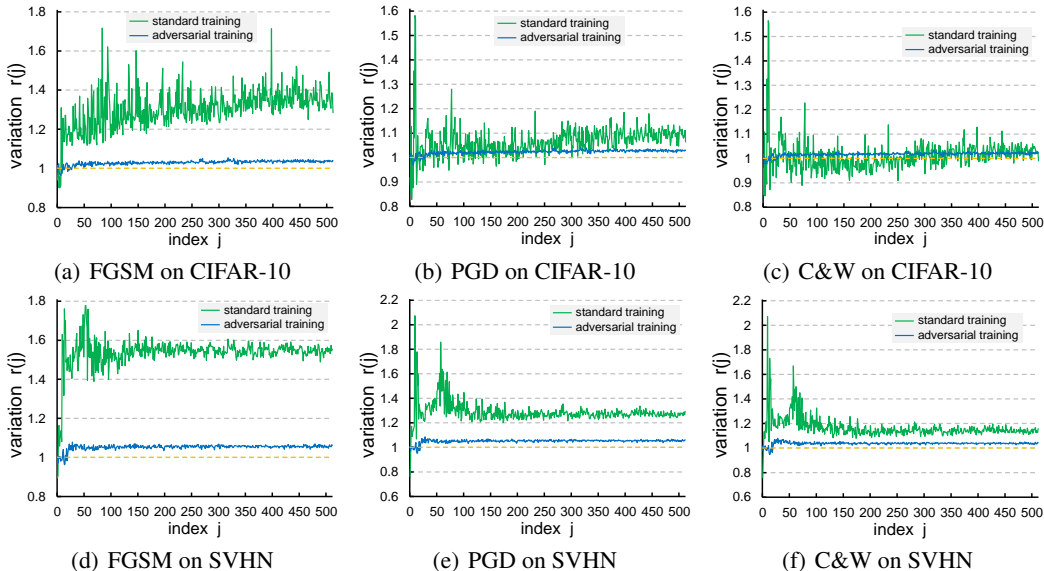 1.8
1.6
1.4
1.2
1
0.8
variation r(j)
standard training
adversarial training
0 50 100 150 200 250 300 350 400 450 500
index j
(a) FGSM on CIFAR-10
1.6
1.5
1.4
1.3
1.2
1.1
1
0.9
0.8
variation r(j)
standard training
adversarial training
0 50 100 150 200 250 300 350 400 450 500
index j
(b) PGD on CIFAR-10
1.6
1.5
1.4
1.3
1.2
1.1
1
0.9
0.8
variation r(j)
standard training
adversarial training
0 50 100 150 200 250 300 350 400 450 500
index j
(c) C&W on CIFAR-10
1.8
1.6
1.4
1.2
1
0.8
variation r(j)
standard training
adversarial training
0 50 100 150 200 250 300 350 400 450 500
index j
(d) FGSM on SVHN
2.2
2
1.8
1.6
1.4
1.2
1
0.8
0.6
variation r(j)
standard training
adversarial training
0 50 100 150 200 250 300 350 400 450 500
index j
(e) PGD on SVHN
2.2
2
1.8
1.6
1.4
1.2
1
0.8
0.6
variation r(j)
standard training
adversarial training
0 50 100 150 200 250 300 350 400 450 500
index j
(f) C&W on SVHN